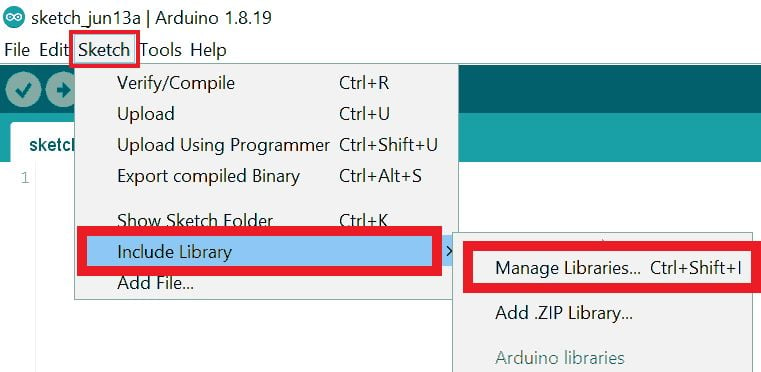 sketch_jun13a | Arduino 1.8.19
File Edit Sketch Tools Help
Verify/Compile Ctrl+R
Upload Ctrl+U
Upload Using Programmer Ctrl+Shift+U
Export compiled Binary Ctrl+Alt+S
sketc
1
Show Sketch Folder Ctrl+K
Include Library
Add File...
Manage Libraries... Ctrl+Shift+I
Add .ZIP Library...
Arduino libraries